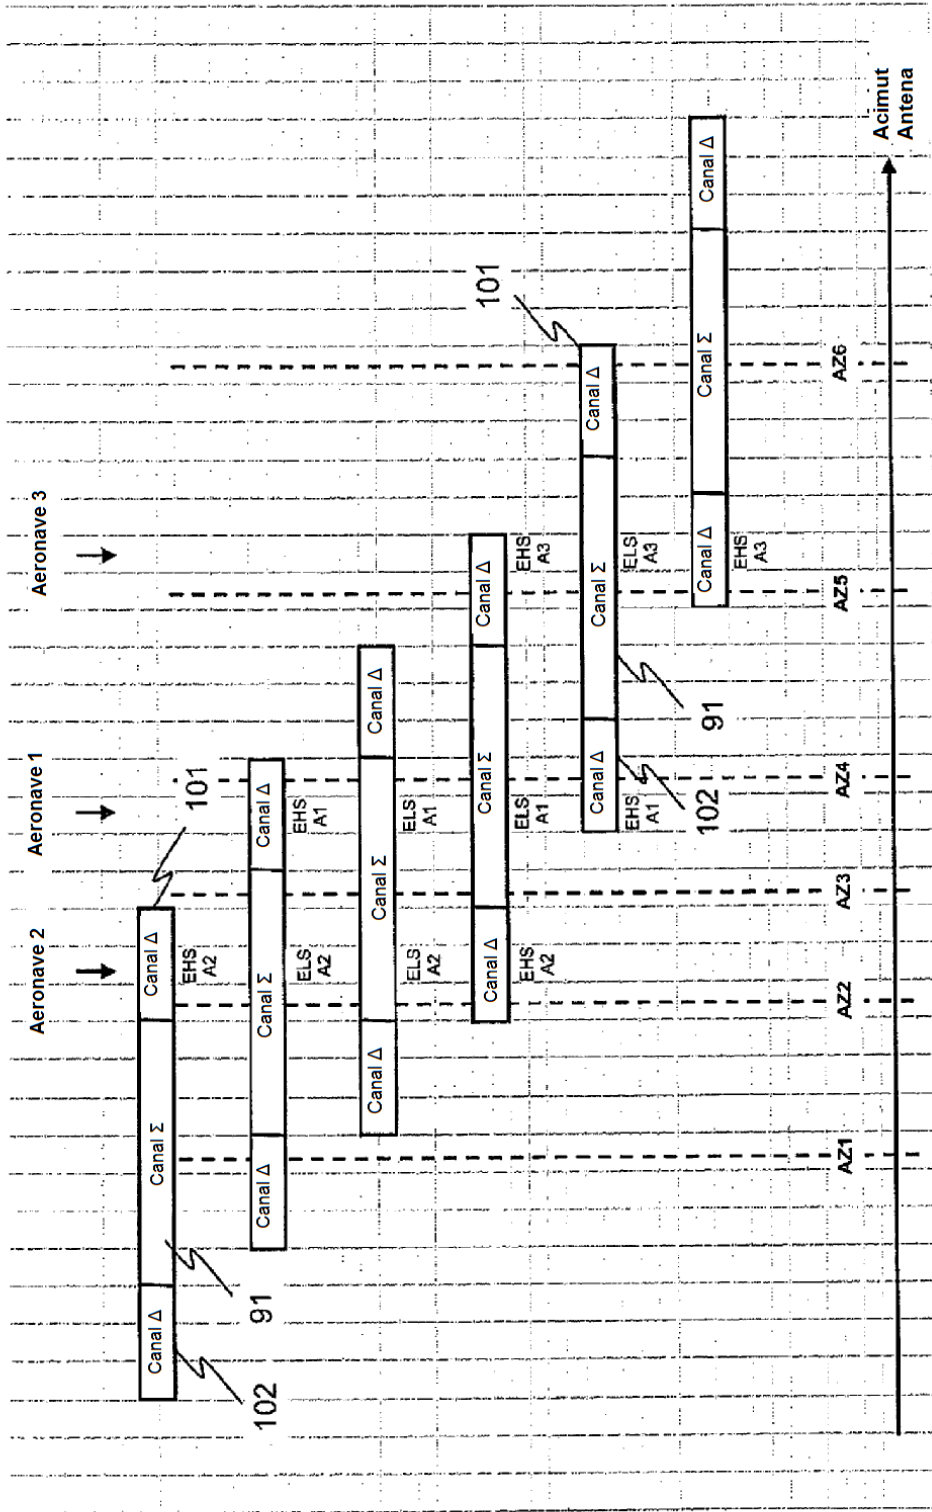 Aeronave 2
Aeronave 1
Aeronave 3
Canal Δ
Canal Σ
Canal Δ
101
EHS
A2
102
91
Canal Δ
Canal Σ
Canal Δ
ELS
A2
EHS
A1
Canal Δ
Canal Σ
Canal Δ
ELS
A2
ELS
A1
101
Canal Δ
Canal Σ
Canal Δ
EHS
A2
ELS
A1
EHS
A3
Canal Δ
Canal Σ
Canal Δ
EHS
A1
ELS
A3
102
91
Canal Δ
Canal Σ
Canal Δ
EHS
A3
AZ1
AZ2
AZ3
AZ4
AZ5
AZ6
Acimut
Antena